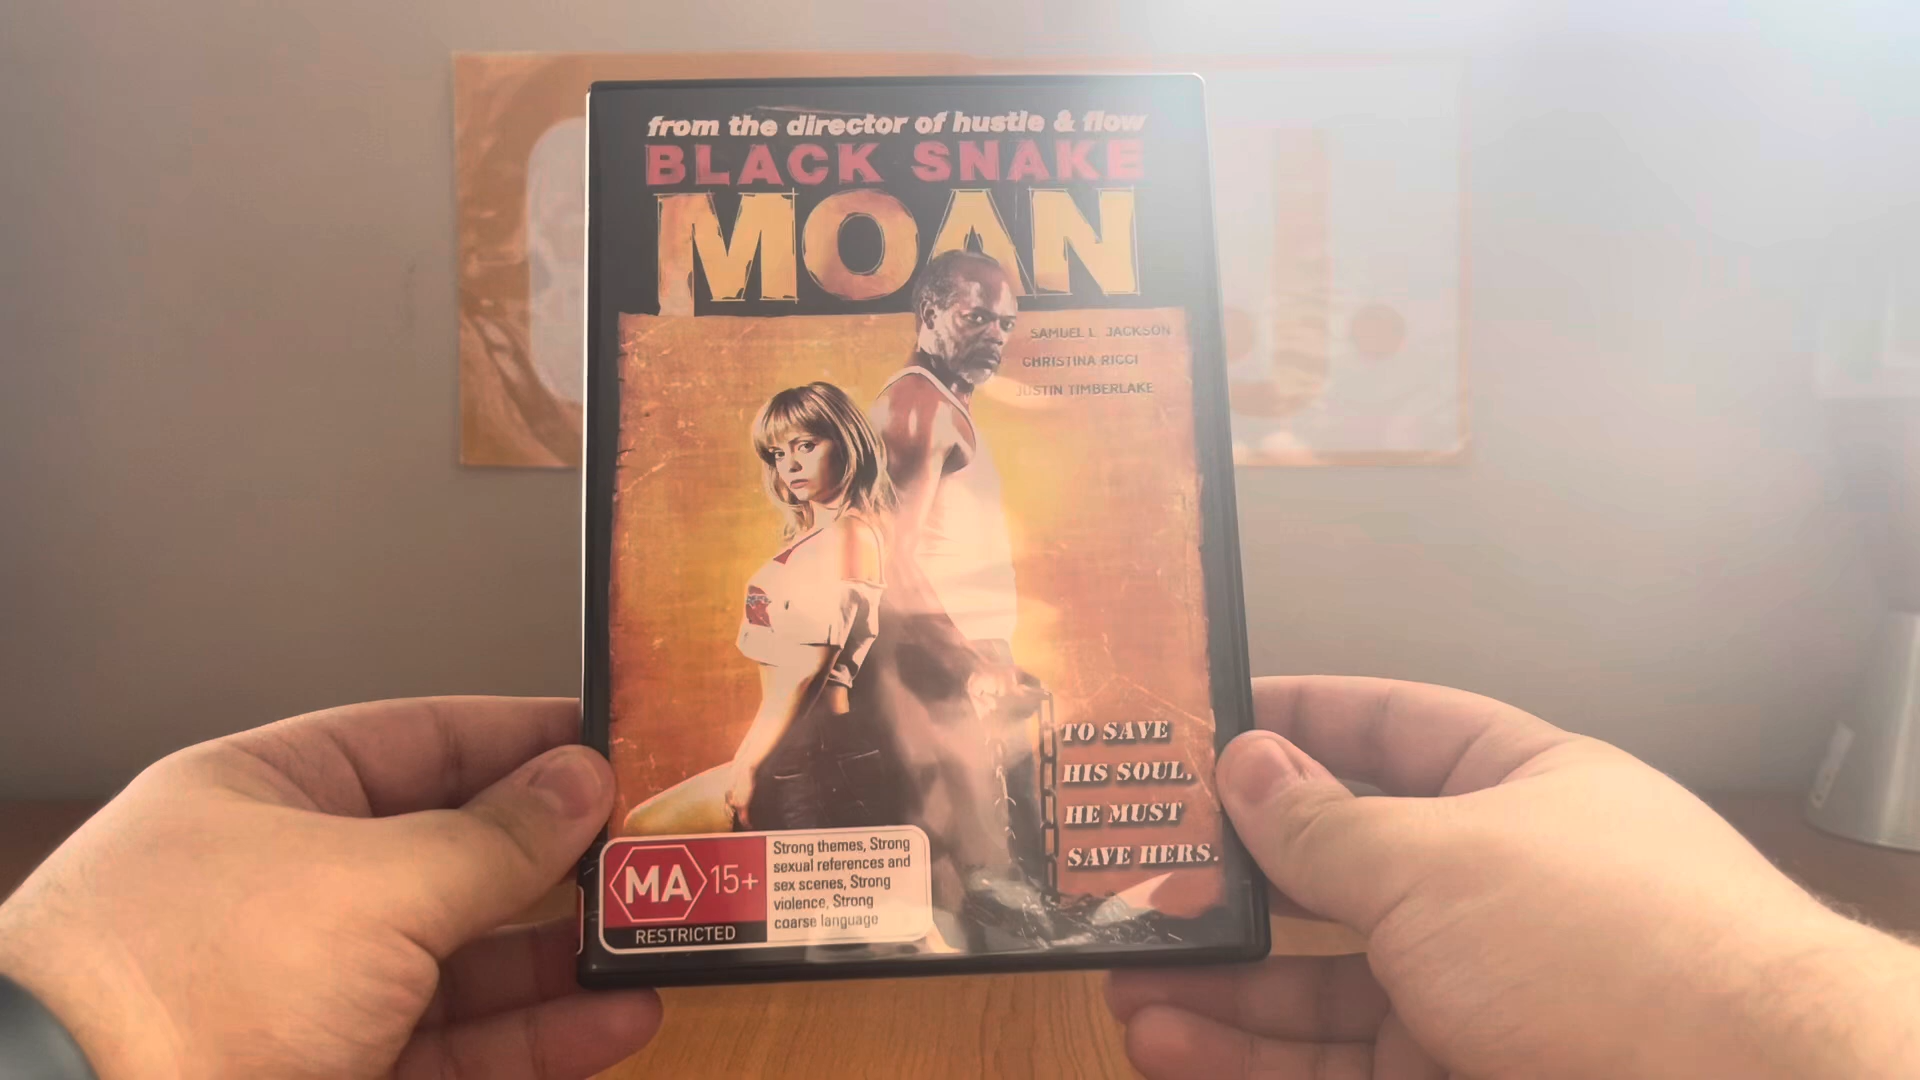 from the director of hustle & flow
BLACK SNAKE
MOAN
SAMUEL L. JACKSON
CHRISTINA RICCI
JUSTIN TIMBERLAKE
TO SAVE
HIS SOUL,
HE MUST
SAVE HERS.
MA 15+
RESTRICTED
Strong themes, Strong
sexual references and
sex scenes, Strong
violence, Strong
coarse language